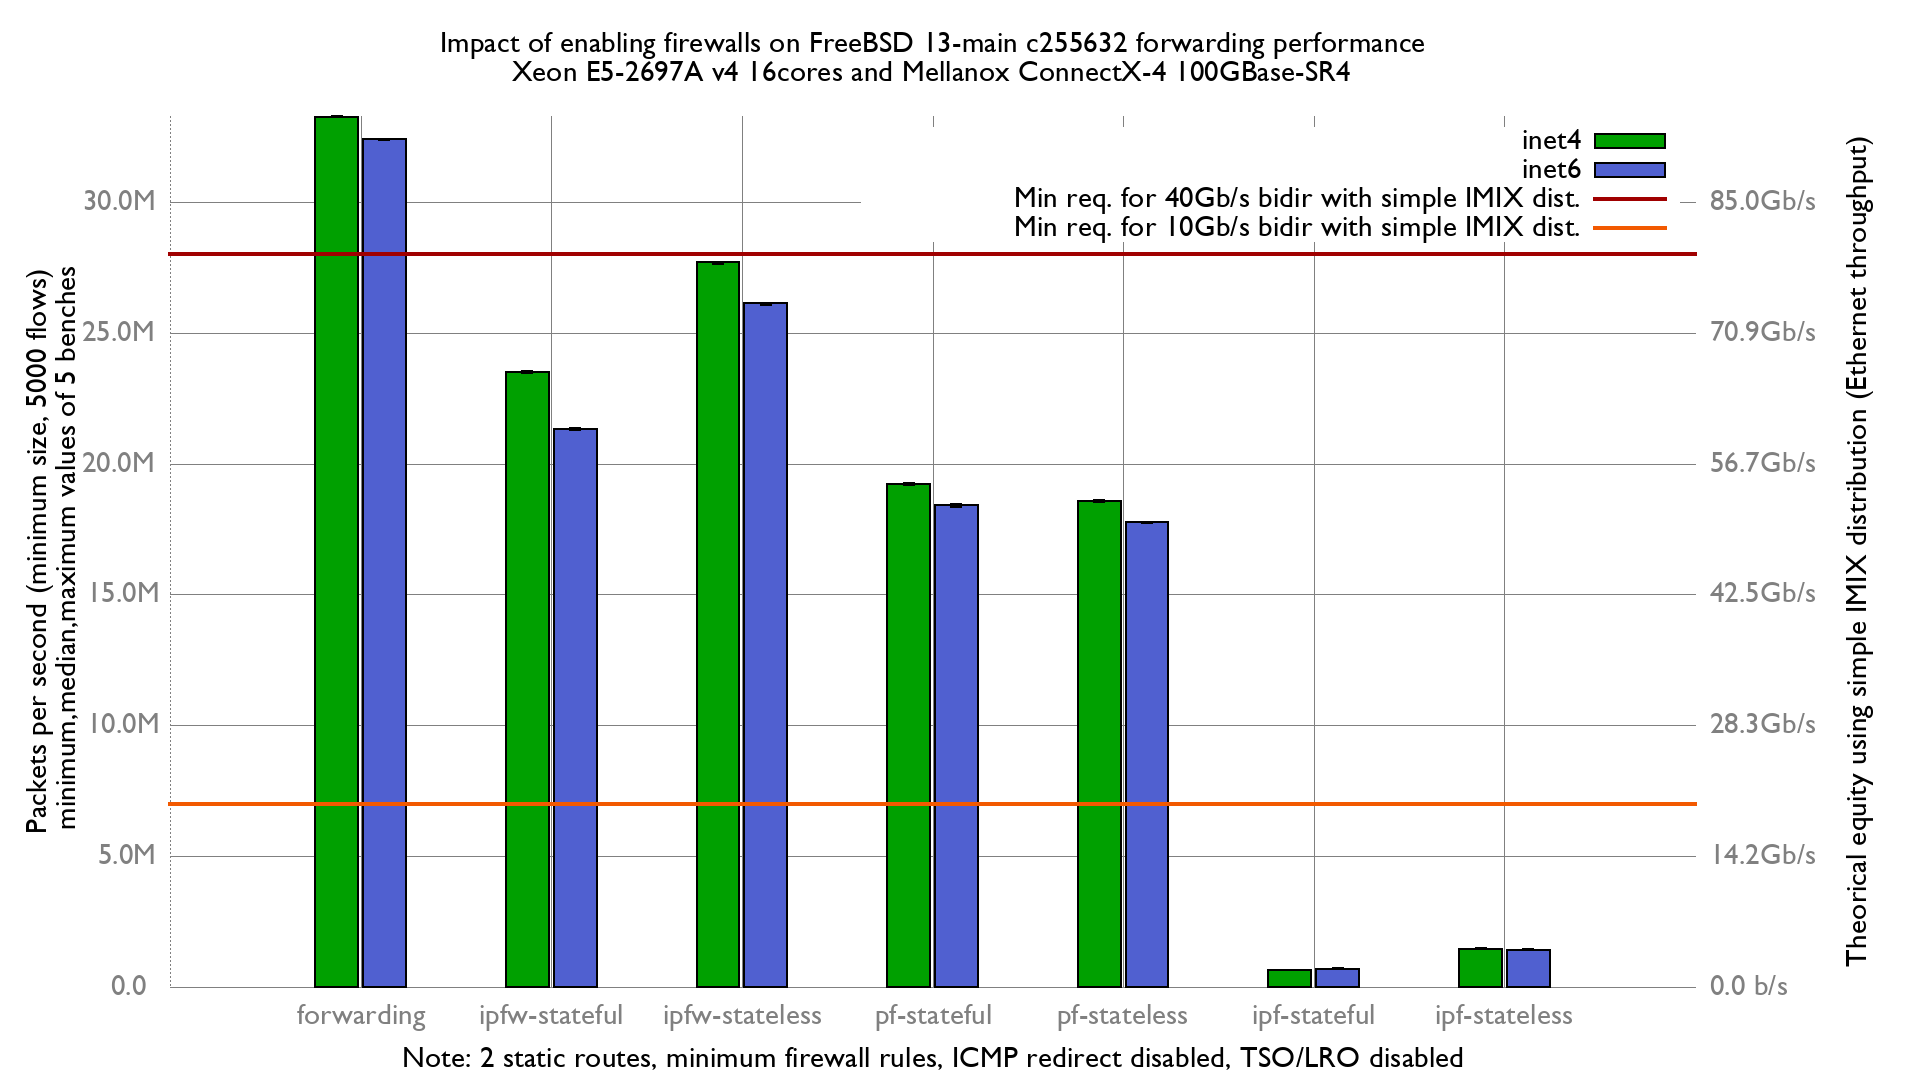 Impact of enabling firewalls on FreeBSD 13-main c255632 forwarding performance
Xeon E5-2697A v4 16cores and Mellanox ConnectX-4 100GBase-SR4
inet4
inet6
Min req. for 40Gb/s bidir with simple IMIX dist.
Min req. for 10Gb/s bidir with simple IMIX dist.
Packets per second (minimum size, 5000 flows)
minimum,median,maximum values of 5 benches
30.0M
25.0M
20.0M
15.0M
10.0M
5.0M
0.0
85.0Gb/s
70.9Gb/s
56.7Gb/s
42.5Gb/s
28.3Gb/s
14.2Gb/s
0.0 b/s
Theorical equity using simple IMIX distribution (Ethernet throughput)
forwarding
ipfw-stateful
ipfw-stateless
pf-stateful
pf-stateless
ipf-stateful
ipf-stateless
Note: 2 static routes, minimum firewall rules, ICMP redirect disabled, TSO/LRO disabled